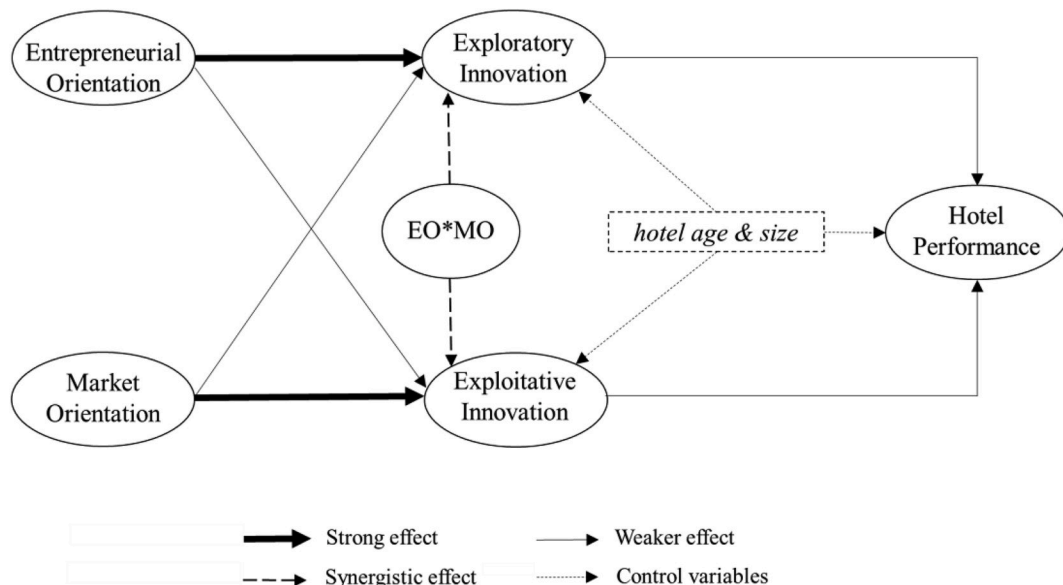 Entrepreneurial
Orientation
Exploratory
Innovation
EO*MO
hotel age & size
Hotel
Performance
Market
Orientation
Exploitative
Innovation
Strong effect
Weaker effect
Synergistic effect
Control variables